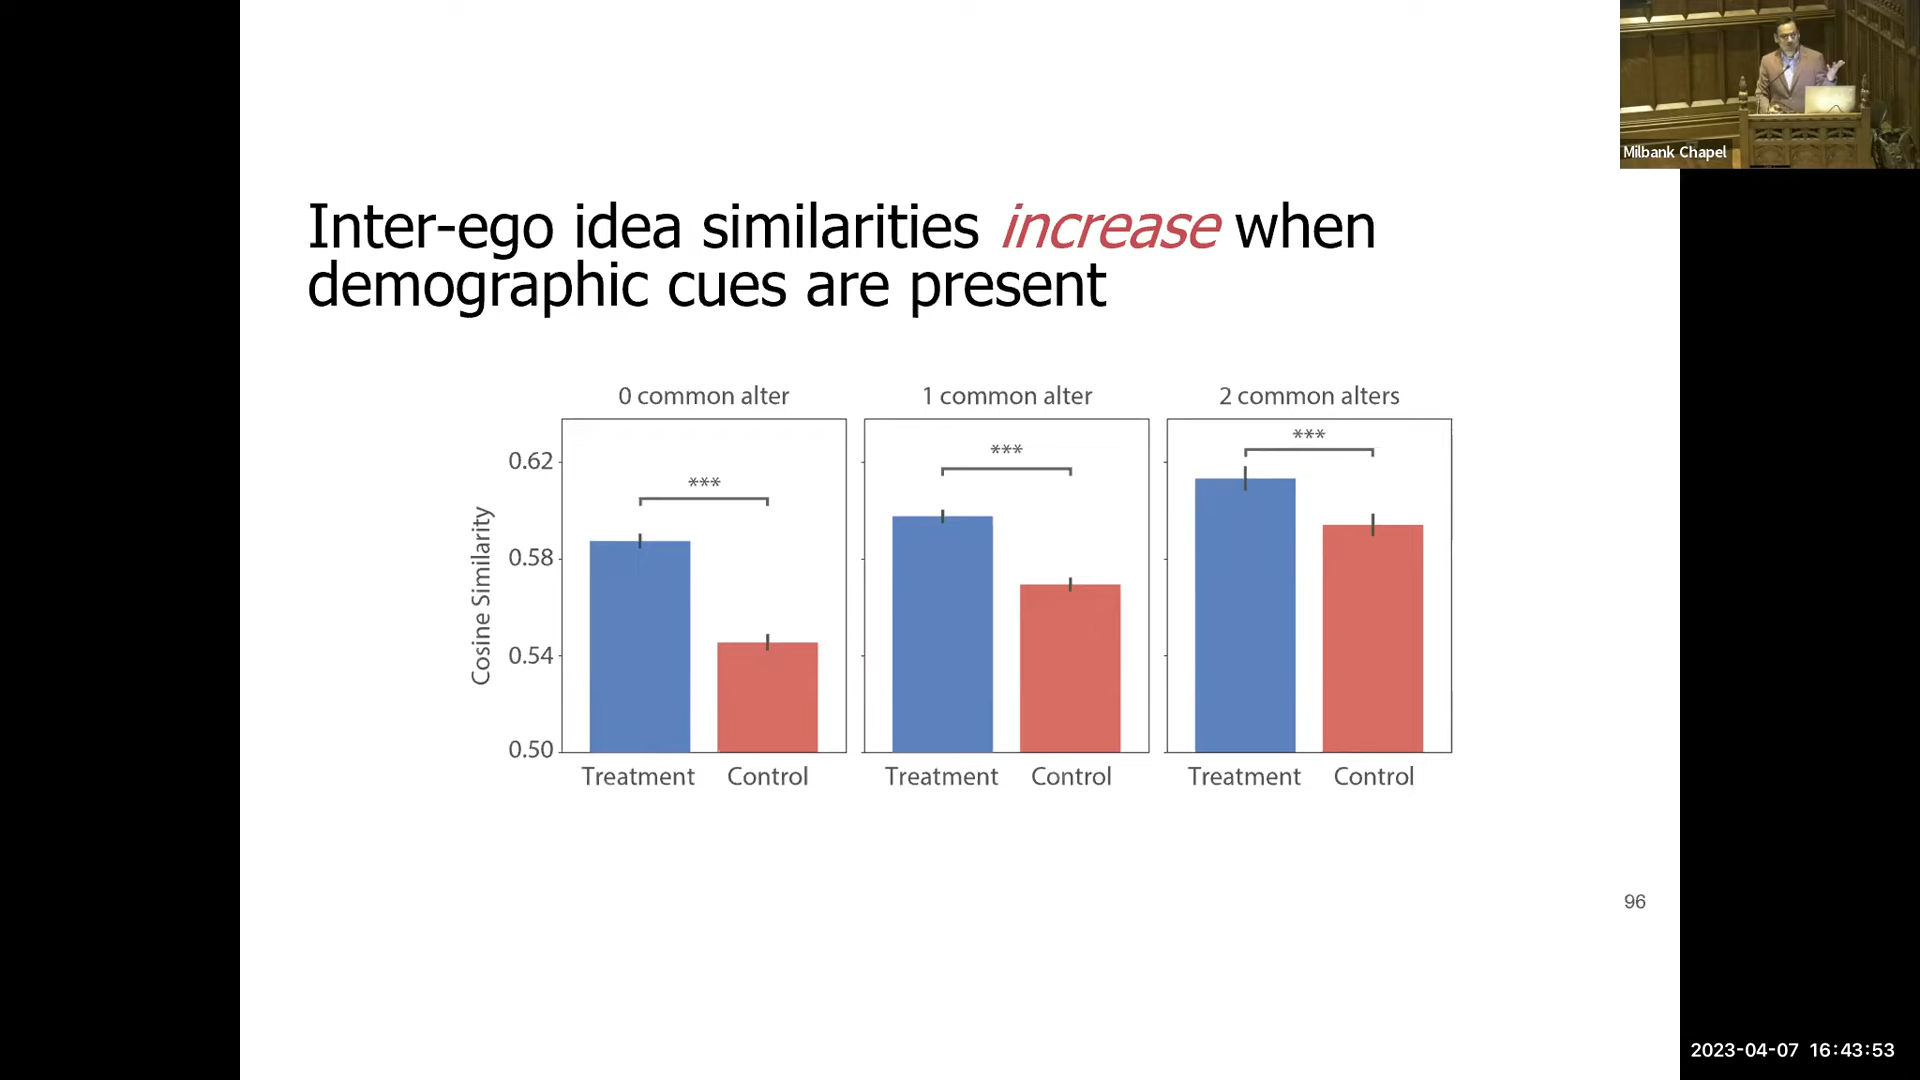 Milbank Chapel
Inter-ego idea similarities increase when
demographic cues are present
0 common alter
1 common alter
2 common alters
***
***
***
0.62
0.58
0.54
0.50
Cosine Similarity
Treatment Control
Treatment Control
Treatment Control
96
2023-04-07 16:43:53